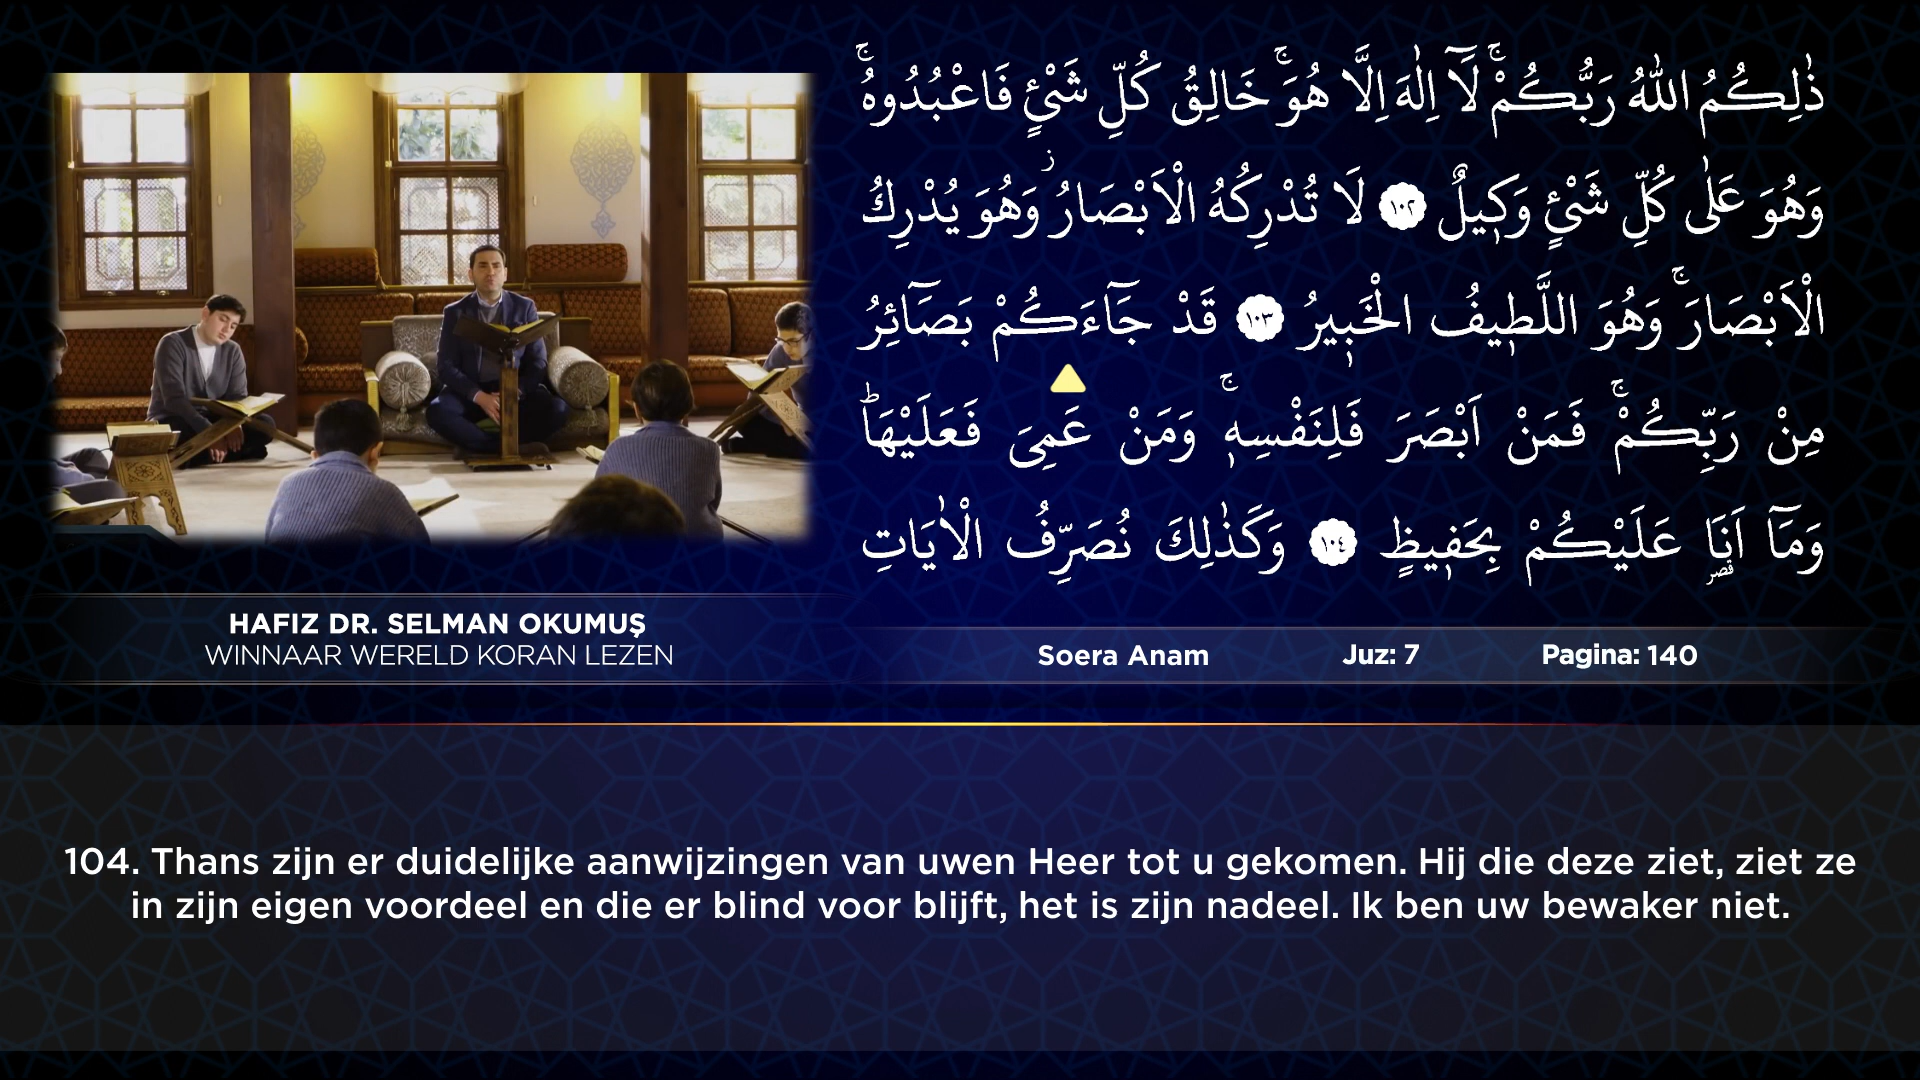 ذٰلِكُمُ اللّٰهُ رَبُّكُمْۚ لَٓا اِلٰهَ اِلَّا هُوَۚ خَالِقُ كُلِّ شَيْءٍ فَاعْبُدُوهُۚ
وَهُوَ عَلٰى كُلِّ شَيْءٍ وَك۪يلٌ ﴿١٠٢﴾ لَا تُدْرِكُهُ الْاَبْصَارُۘ وَهُوَ يُدْرِكُ
الْاَبْصَارَۚ وَهُوَ اللَّط۪يفُ الْخَب۪يرُ ﴿١٠٣﴾ قَدْ جَٓاءَكُمْ بَصَٓائِرُ
مِنْ رَبِّكُمْۚ فَمَنْ اَبْصَرَ فَلِنَفْسِه۪ۚ وَمَنْ عَمِيَ فَعَلَيْهَاۜ
وَمَٓا اَنَا۬ عَلَيْكُمْ بِحَف۪يظٍ ﴿١٠٤﴾ وَكَذٰلِكَ نُصَرِّفُ الْاٰيَاتِ
HAFIZ DR. SELMAN OKUMUŞ
WINNAAR WERELD KORAN LEZEN
Soera Anam Juz: 7 Pagina: 140
104. Thans zijn er duidelijke aanwijzingen van uwen Heer tot u gekomen. Hij die deze ziet, ziet ze
in zijn eigen voordeel en die er blind voor blijft, het is zijn nadeel. Ik ben uw bewaker niet.